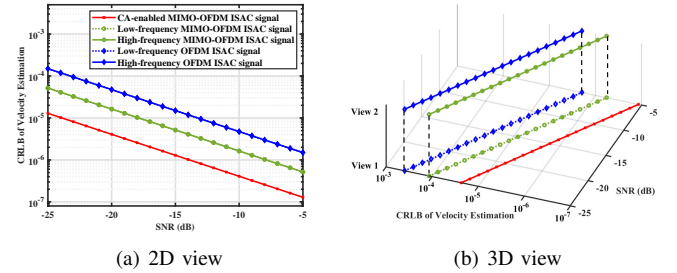 CA-enabled MIMO-OFDM ISAC signal
Low-frequency MIMO-OFDM ISAC signal
High-frequency MIMO-OFDM ISAC signal
Low-frequency OFDM ISAC signal
High-frequency OFDM ISAC signal
CRLB of Velocity Estimation
10^-3
10^-4
10^-5
10^-6
10^-7
-25
-20
-15
-10
-5
SNR (dB)
(a) 2D view
View 2
View 1
10^-3
10^-4
10^-5
10^-6
10^-7
CRLB of Velocity Estimation
-5
-10
-15
-20
-25
SNR (dB)
(b) 3D view